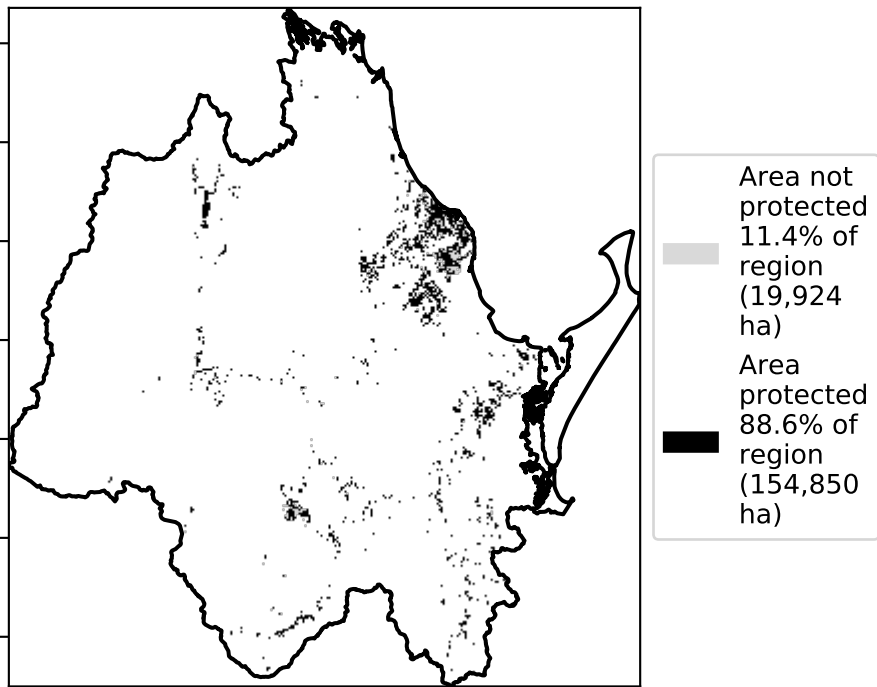 Area not
protected
11.4% of
region
(19,924
ha)
Area
protected
88.6% of
region
(154,850
ha)